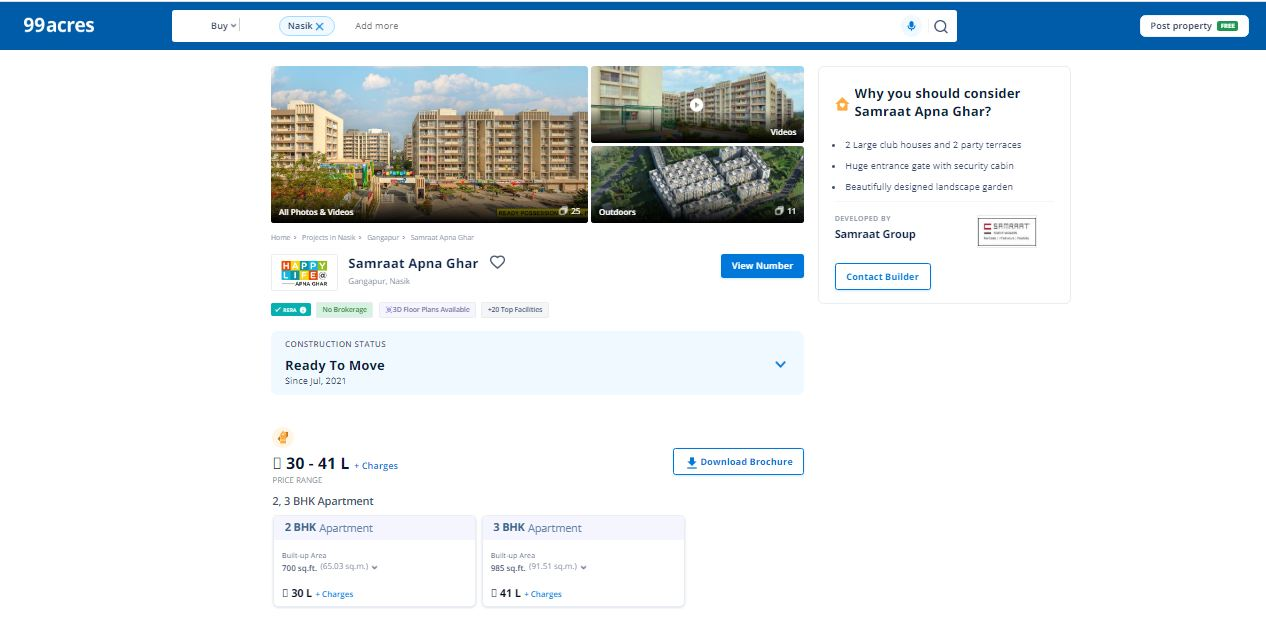 99acres
Buy
Nasik
Add more
Post property FREE
All Photos & Videos
READY POSSESSION
25
Videos
Outdoors
11
Home > Projects in Nasik > Gangapur > Samraat Apna Ghar
HAPPY
LIFE@
APNA GHAR
Samraat Apna Ghar
Gangapur, Nasik
View Number
RERA
No Brokerage
3D Floor Plans Available
+20 Top Facilities
CONSTRUCTION STATUS
Ready To Move
Since Jul, 2021
30 - 41 L + Charges
PRICE RANGE
Download Brochure
2, 3 BHK Apartment
2 BHK Apartment
Built-up Area
700 sq.ft. (65.03 sq.m.)
30 L + Charges
3 BHK Apartment
Built-up Area
985 sq.ft. (91.51 sq.m.)
41 L + Charges
Why you should consider
Samraat Apna Ghar?
• 2 Large club houses and 2 party terraces
• Huge entrance gate with security cabin
• Beautifully designed landscape garden
DEVELOPED BY
Samraat Group
SAMRAAT
Contact Builder